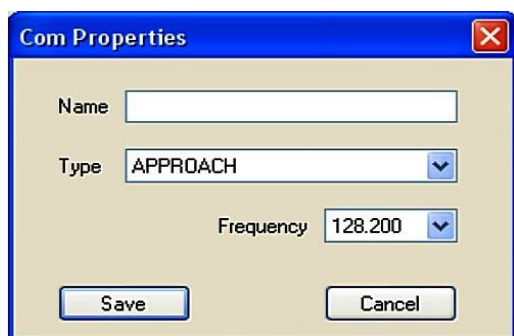 Com Properties
Name
Type APPROACH
Frequency 128.200
Save Cancel